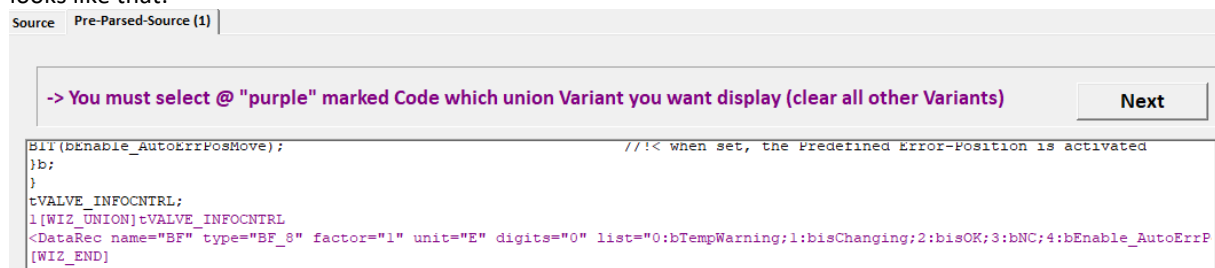 looks like that:
Source Pre-Parsed-Source (1)
-> You must select @ "purple" marked Code which union Variant you want display (clear all other Variants) Next
BIT(bEnable_AutoErrPosMove); //!< when set, the Predefined Error-Position is activated
}b;
}
tVALVE_INFOCNTRL;
1[WIZ_UNION]tVALVE_INFOCNTRL
<DataRec name="BF" type="BF_8" factor="1" unit="E" digits="0" list="0:bTempWarning;1:bisChanging;2:bisOK;3:bNC;4:bEnable_AutoErrP
[WIZ_END]